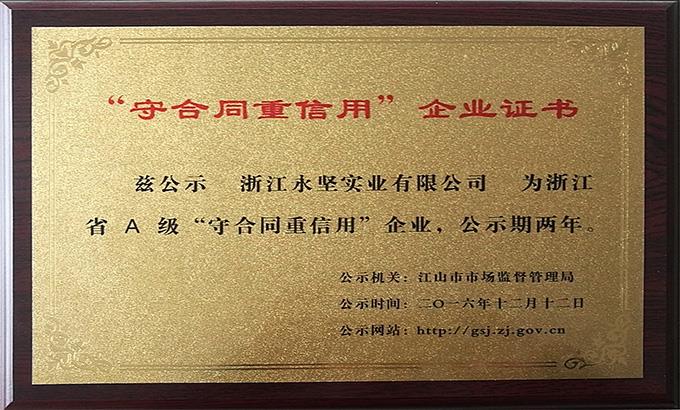 “守合同重信用”企业证书
兹公示 浙江永坚实业有限公司 为浙江
省 A 级“守合同重信用”企业，公示期两年。
公示机关：江山市市场监督管理局
公示时间：二〇一六年十二月十二日
公示网站：http://gsj.zj.gov.cn